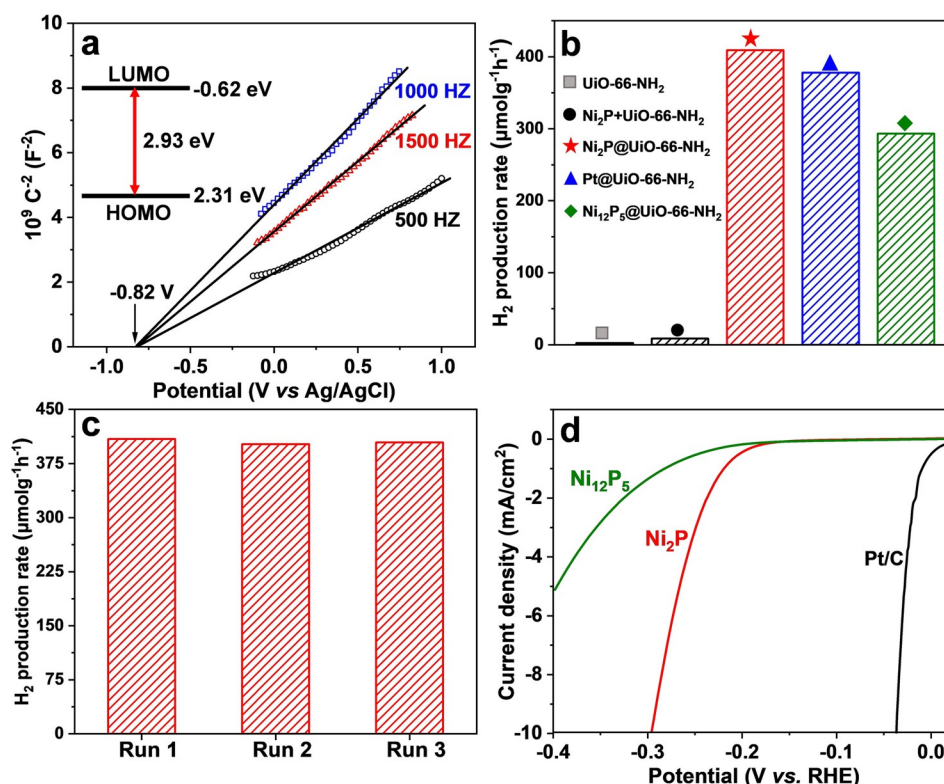 a
10⁹ C⁻² (F⁻²)
10
8
6
4
2
0
LUMO
-0.62 eV
2.93 eV
2.31 eV
HOMO
1000 HZ
1500 HZ
500 HZ
-0.82 V
-1.0
-0.5
0.0
0.5
1.0
Potential (V vs Ag/AgCl)
b
H₂ production rate (μmolg⁻¹h⁻¹)
400
300
200
100
0
UiO-66-NH₂
Ni₂P+UiO-66-NH₂
Ni₂P@UiO-66-NH₂
Pt@UiO-66-NH₂
Ni₁₂P₅@UiO-66-NH₂
c
H₂ production rate (μmolg⁻¹h⁻¹)
450
375
300
225
150
75
0
Run 1
Run 2
Run 3
d
Current density (mA/cm²)
0
-2
-4
-6
-8
-10
Ni₁₂P₅
Ni₂P
Pt/C
-0.4
-0.3
-0.2
-0.1
0.0
Potential (V vs. RHE)